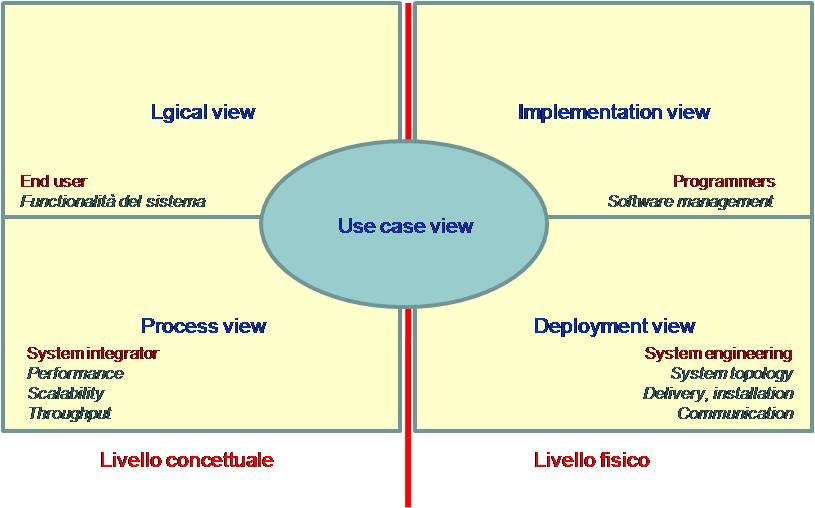 Lgical view
Implementation view
End user
Functionalità del sistema
Programmers
Software management
Use case view
Process view
System integrator
Performance
Scalability
Throughput
Deployment view
System engineering
System topology
Delivery, installation
Communication
Livello concettuale
Livello fisico